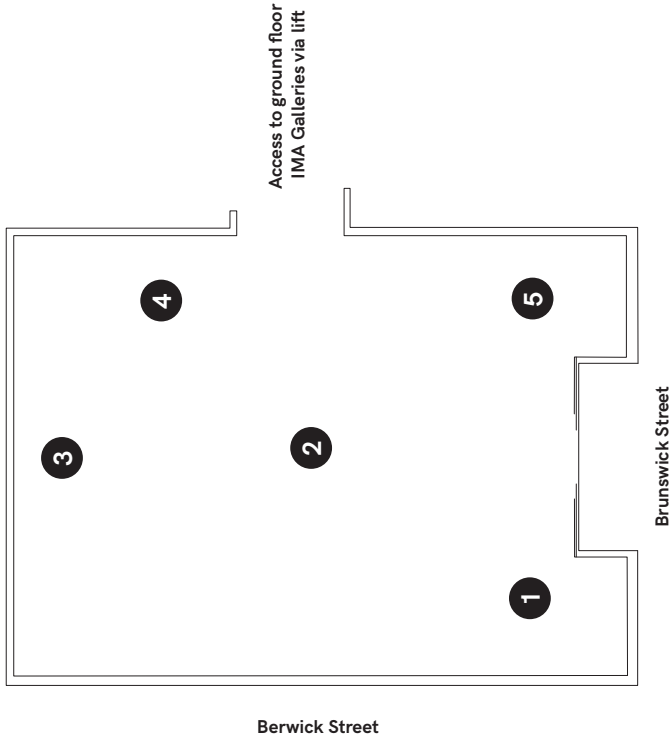 Access to ground floor
IMA Galleries via lift
4
5
3
2
1
Brunswick Street
Berwick Street